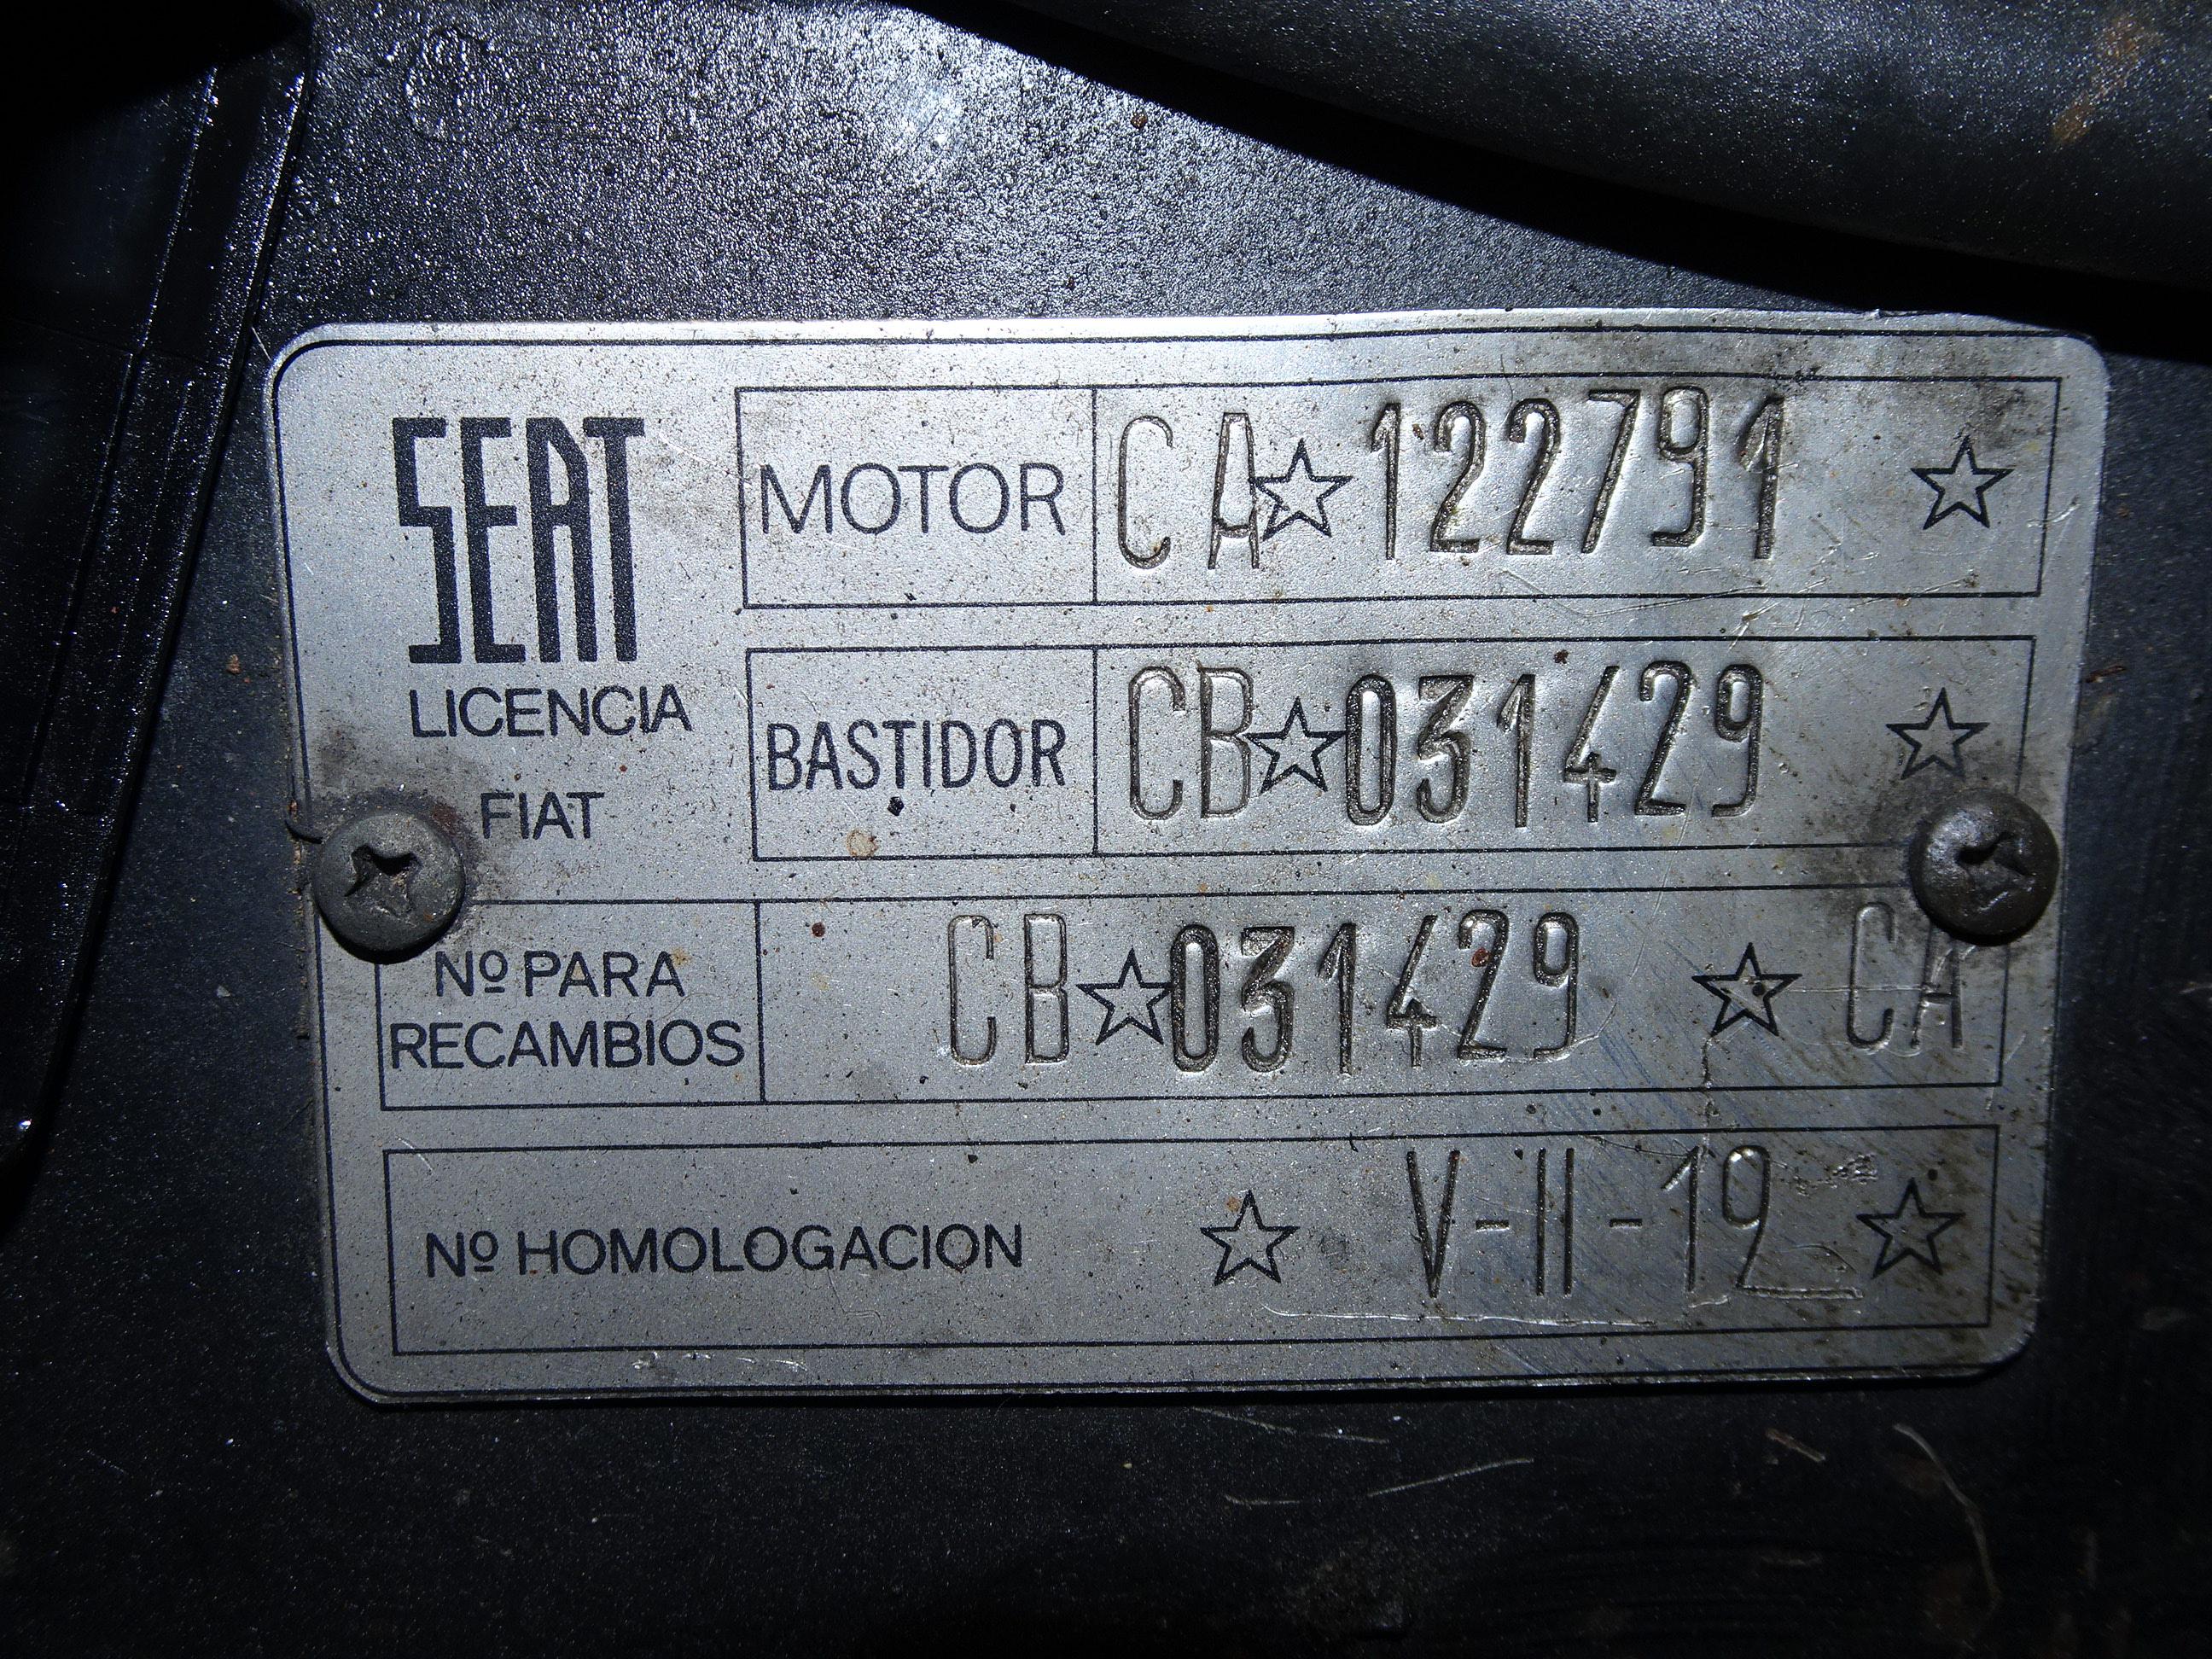 SEAT
LICENCIA
FIAT
MOTOR CA☆122791 ☆
BASTIDOR CB☆031429 ☆
Nº PARA
RECAMBIOS CB☆031429 ☆ CA
Nº HOMOLOGACION ☆ V-II-19 ☆